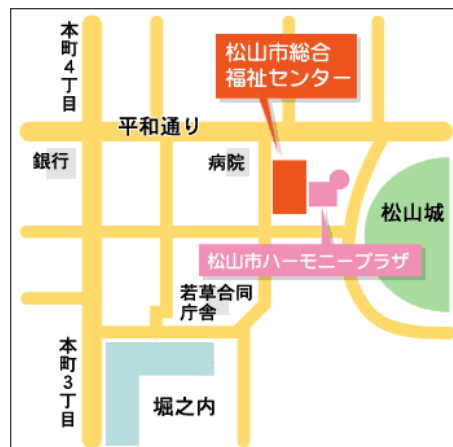 本町4丁目
松山市総合
福祉センター
平和通り
銀行
病院
松山城
松山市ハーモニープラザ
若草合同
庁舎
本町3丁目
堀之内